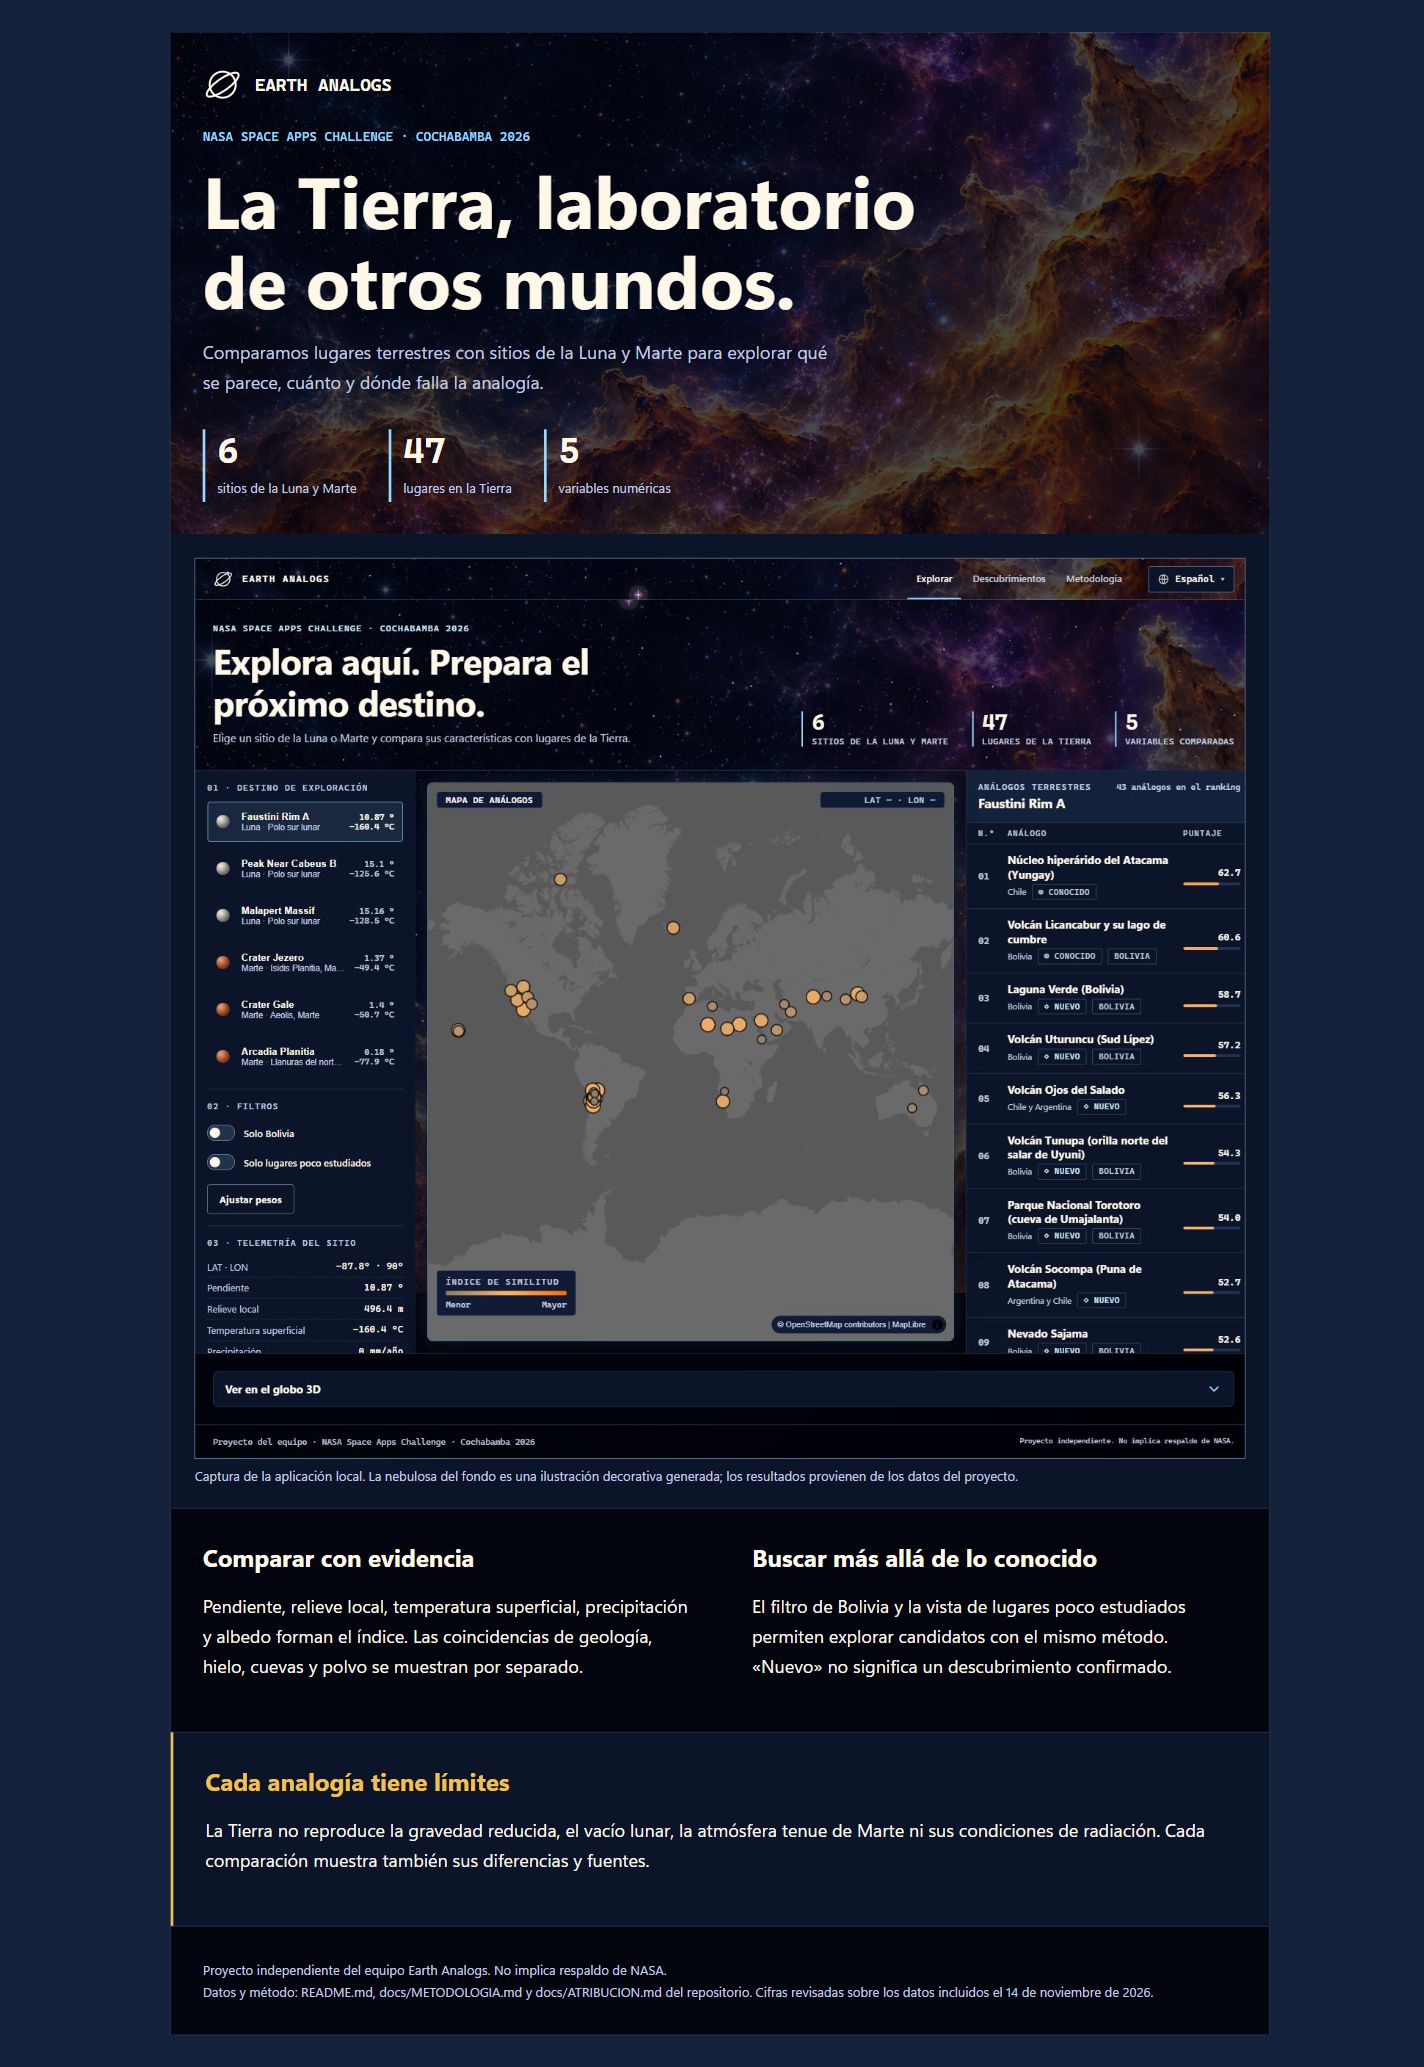 EARTH ANALOGS
NASA SPACE APPS CHALLENGE · COCHABAMBA 2026
La Tierra, laboratorio
de otros mundos.
Comparamos lugares terrestres con sitios de la Luna y Marte para explorar qué
se parece, cuánto y dónde falla la analogía.
6
sitios de la Luna y Marte
47
lugares en la Tierra
5
variables numéricas
EARTH ANALOGS
Explorar
Descubrimientos
Metodología
Español
NASA SPACE APPS CHALLENGE · COCHABAMBA 2026
Explora aquí. Prepara el
próximo destino.
Elige un sitio de la Luna o Marte y compara sus características con lugares de la Tierra.
6
SITIOS DE LA LUNA Y MARTE
47
LUGARES DE LA TIERRA
5
VARIABLES COMPARADAS
01 · DESTINO DE EXPLORACIÓN
Faustini Rim A 10.87 °
Luna · Polo sur lunar −160.4 °C
Peak Near Cabeus B 15.1 °
Luna · Polo sur lunar −125.6 °C
Malapert Massif 15.16 °
Luna · Polo sur lunar −128.5 °C
Crater Jezero 1.37 °
Marte · Isidis Planitia, Ma... −49.4 °C
Crater Gale 1.4 °
Marte · Aeolis, Marte −50.7 °C
Arcadia Planitia 0.18 °
Marte · Llanuras del nort... −77.9 °C
02 · FILTROS
Solo Bolivia
Solo lugares poco estudiados
Ajustar pesos
03 · TELEMETRÍA DEL SITIO
LAT · LON −87.8° · 90°
Pendiente 10.87 °
Relieve local 496.4 m
Temperatura superficial −160.4 °C
Precipitación 0 mm/año
MAPA DE ANÁLOGOS
LAT — · LON —
ÍNDICE DE SIMILITUD
Menor Mayor
© OpenStreetMap contributors | MapLibre
ANÁLOGOS TERRESTRES 43 análogos en el ranking
Faustini Rim A
N.° ANÁLOGO PUNTAJE
01 Núcleo hiperárido del Atacama
(Yungay) 62.7
Chile CONOCIDO
02 Volcán Licancabur y su lago de
cumbre 60.6
Bolivia CONOCIDO BOLIVIA
03 Laguna Verde (Bolivia) 58.7
Bolivia NUEVO BOLIVIA
04 Volcán Uturuncu (Sud Lípez) 57.2
Bolivia NUEVO BOLIVIA
05 Volcán Ojos del Salado 56.3
Chile y Argentina NUEVO
06 Volcán Tunupa (orilla norte del
salar de Uyuni) 54.3
Bolivia NUEVO BOLIVIA
07 Parque Nacional Torotoro
(cueva de Umajalanta) 54.0
Bolivia NUEVO BOLIVIA
08 Volcán Socompa (Puna de
Atacama) 52.7
Argentina y Chile NUEVO
09 Nevado Sajama 52.6
Bolivia NUEVO BOLIVIA
Ver en el globo 3D
Proyecto del equipo · NASA Space Apps Challenge · Cochabamba 2026
Proyecto independiente. No implica respaldo de NASA.
Captura de la aplicación local. La nebulosa del fondo es una ilustración decorativa generada; los resultados provienen de los datos del proyecto.
Comparar con evidencia
Pendiente, relieve local, temperatura superficial, precipitación
y albedo forman el índice. Las coincidencias de geología,
hielo, cuevas y polvo se muestran por separado.
Buscar más allá de lo conocido
El filtro de Bolivia y la vista de lugares poco estudiados
permiten explorar candidatos con el mismo método.
«Nuevo» no significa un descubrimiento confirmado.
Cada analogía tiene límites
La Tierra no reproduce la gravedad reducida, el vacío lunar, la atmósfera tenue de Marte ni sus condiciones de radiación. Cada
comparación muestra también sus diferencias y fuentes.
Proyecto independiente del equipo Earth Analogs. No implica respaldo de NASA.
Datos y método: README.md, docs/METODOLOGIA.md y docs/ATRIBUCION.md del repositorio. Cifras revisadas sobre los datos incluidos el 14 de noviembre de 2026.